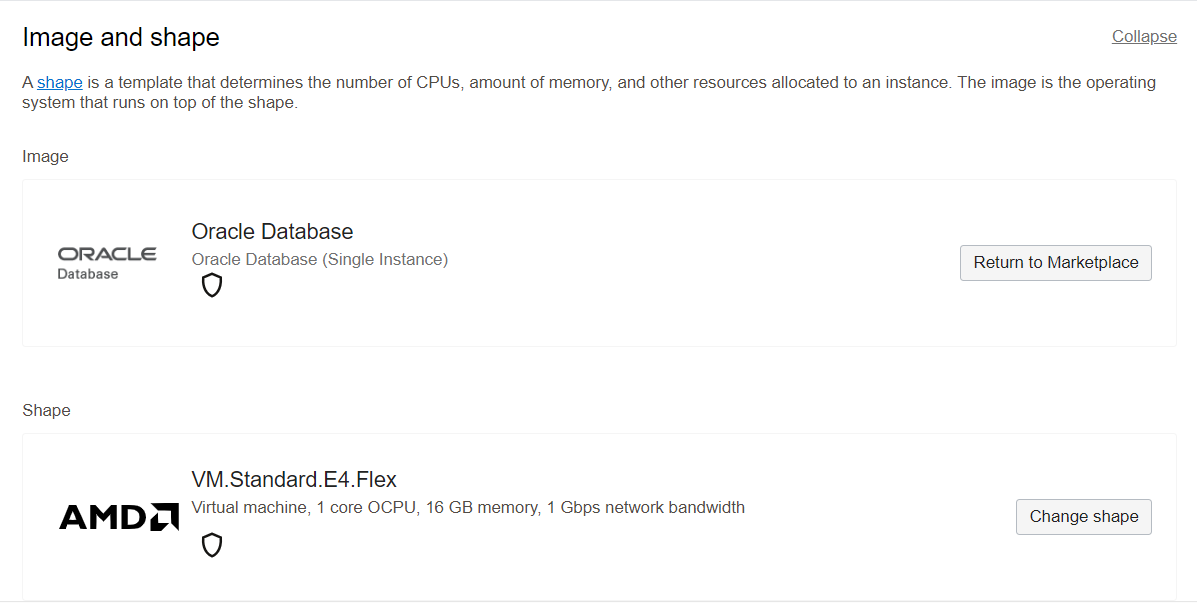 Image and shape
Collapse
A shape is a template that determines the number of CPUs, amount of memory, and other resources allocated to an instance. The image is the operating
system that runs on top of the shape.
Image
ORACLE
Database
Oracle Database
Oracle Database (Single Instance)
Return to Marketplace
Shape
AMD
VM.Standard.E4.Flex
Virtual machine, 1 core OCPU, 16 GB memory, 1 Gbps network bandwidth
Change shape